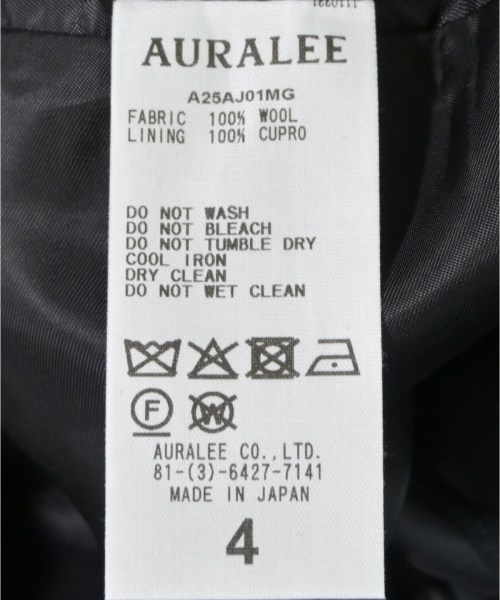 AURALEE
A25AJ01MG
FABRIC 100% WOOL
LINING 100% CUPRO
DO NOT WASH
DO NOT BLEACH
DO NOT TUMBLE DRY
COOL IRON
DRY CLEAN
DO NOT WET CLEAN
F W
AURALEE CO.,LTD.
81-(3)-6427-7141
MADE IN JAPAN
4